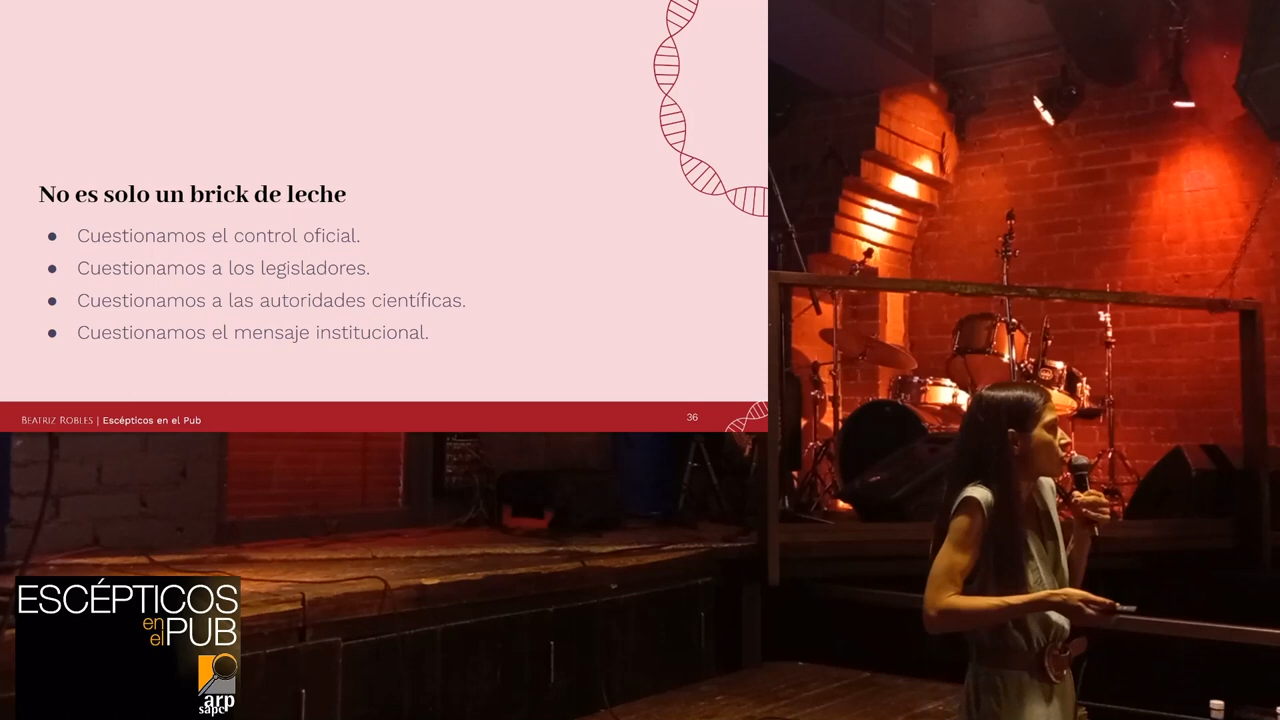 No es solo un brick de leche
● Cuestionamos el control oficial.
● Cuestionamos a los legisladores.
● Cuestionamos a las autoridades científicas.
● Cuestionamos el mensaje institucional.
BEATRIZ ROBLES | Escépticos en el Pub
36
ESCÉPTICOS
en
el PUB
arp
sapc